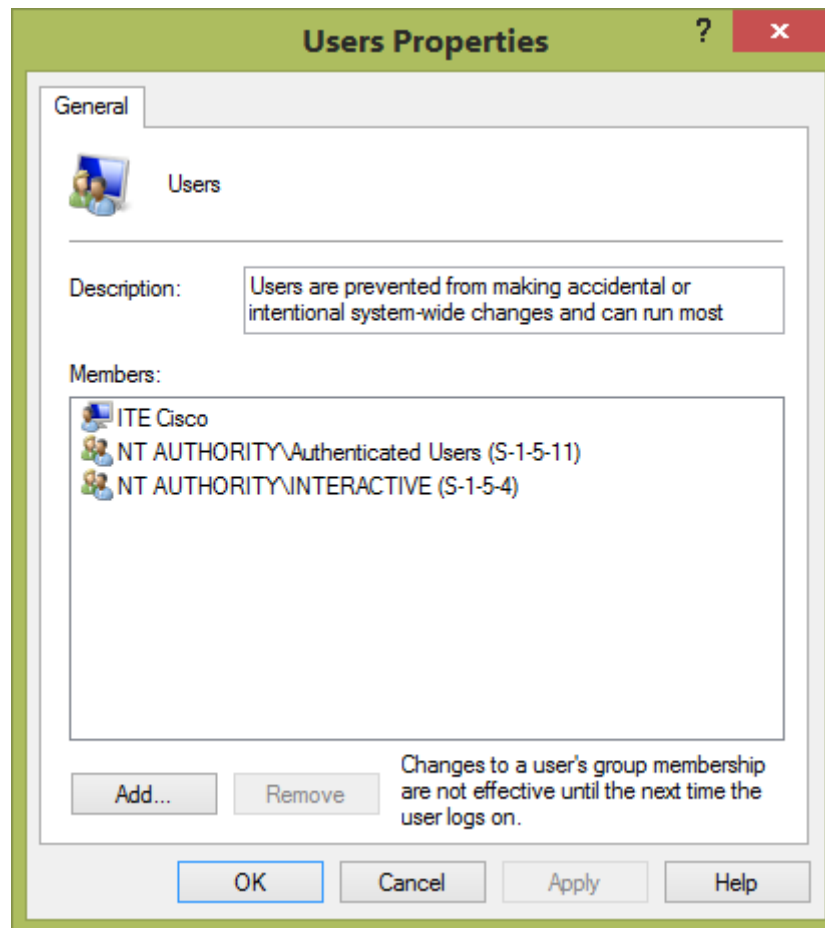 Users Properties
?
x
General
Users
Description:
Users are prevented from making accidental or
intentional system-wide changes and can run most
Members:
ITE Cisco
NT AUTHORITY\Authenticated Users (S-1-5-11)
NT AUTHORITY\INTERACTIVE (S-1-5-4)
Add...
Remove
Changes to a user's group membership
are not effective until the next time the
user logs on.
OK
Cancel
Apply
Help